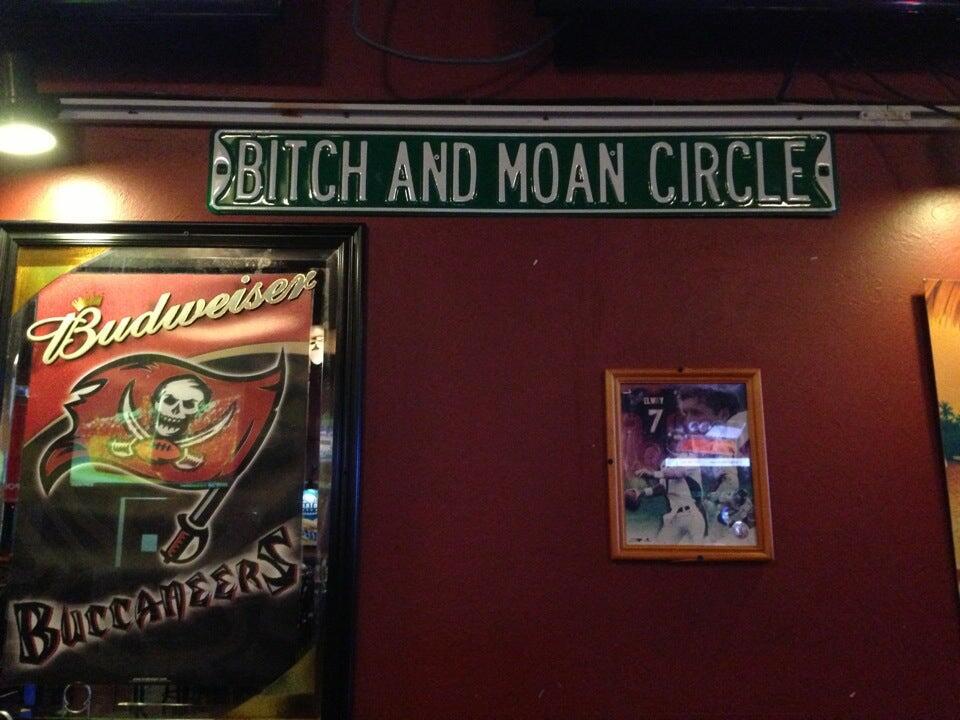 BITCH AND MOAN CIRCLE
Budweiser
BUCCANEERS
ELWAY
7